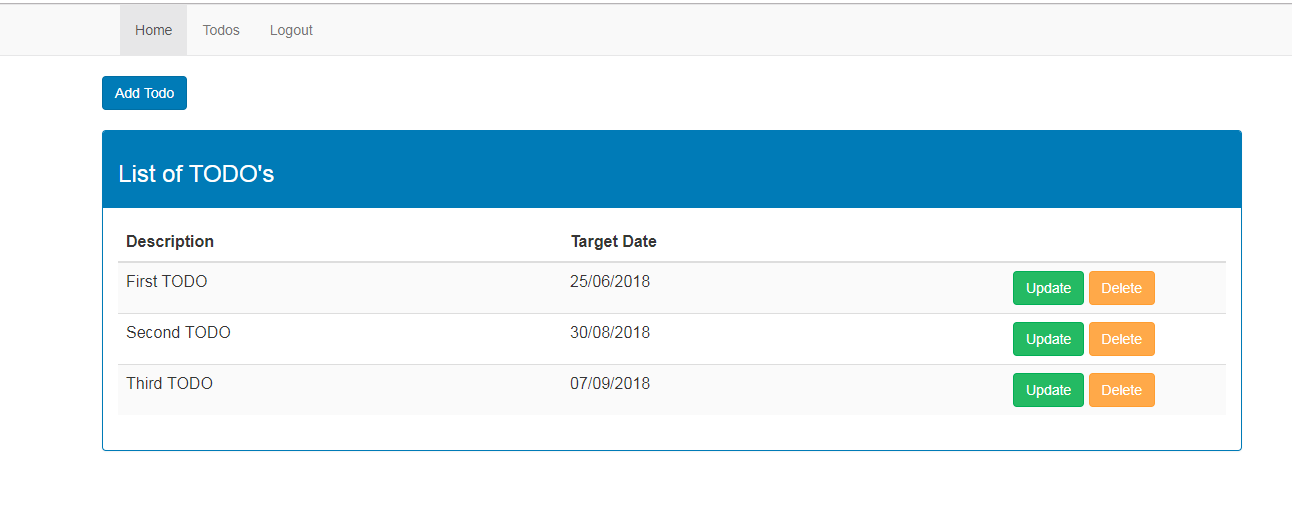 Home Todos Logout
Add Todo
List of TODO's
Description Target Date
First TODO 25/06/2018 Update Delete
Second TODO 30/08/2018 Update Delete
Third TODO 07/09/2018 Update Delete